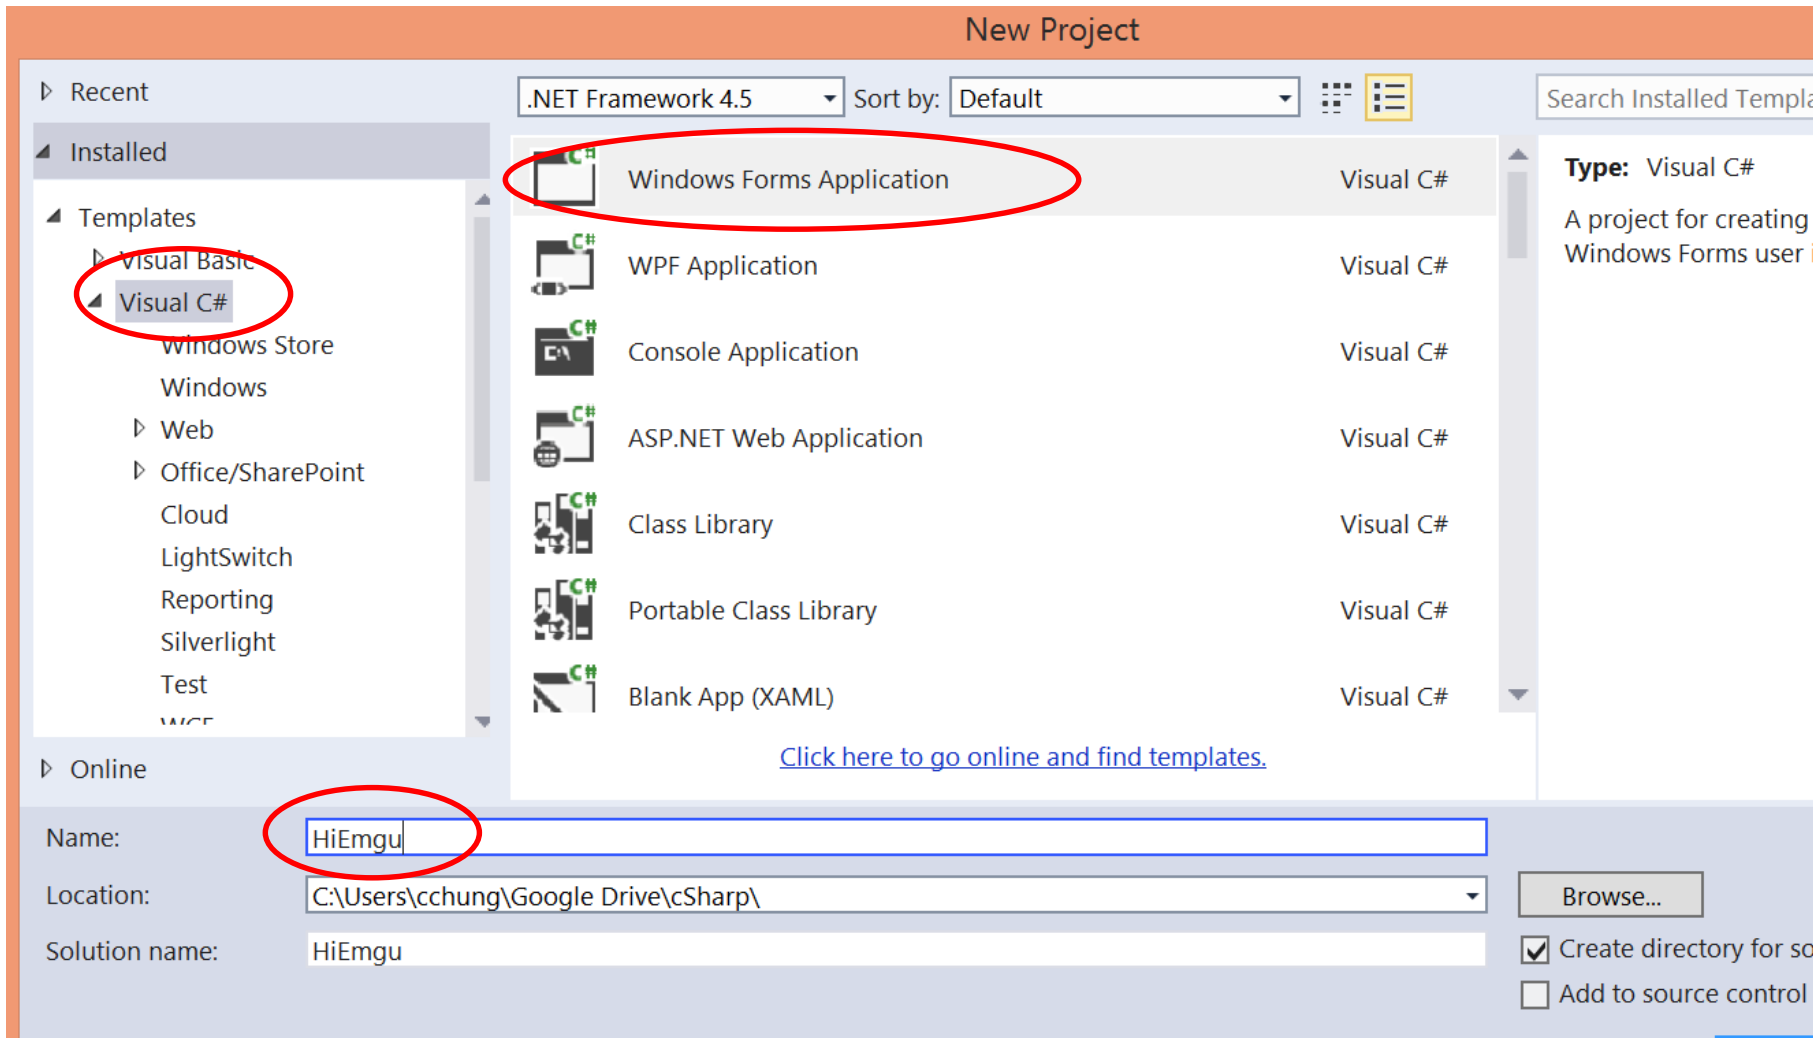 New Project
Recent
Installed
Templates
Visual Basic
Visual C#
Windows Store
Windows
Web
Office/SharePoint
Cloud
LightSwitch
Reporting
Silverlight
Test
WCF
Online
.NET Framework 4.5 Sort by: Default
Search Installed Templa
Windows Forms Application Visual C#
WPF Application Visual C#
Console Application Visual C#
ASP.NET Web Application Visual C#
Class Library Visual C#
Portable Class Library Visual C#
Blank App (XAML) Visual C#
Click here to go online and find templates.
Type: Visual C#
A project for creating
Windows Forms user i
Name: HiEmgu
Location: C:\Users\cchung\Google Drive\cSharp\ Browse...
Solution name: HiEmgu
Create directory for so
Add to source control